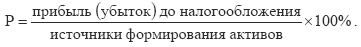 P = прибыль (убыток) до налогообложения
источники формирования активов
×100% .